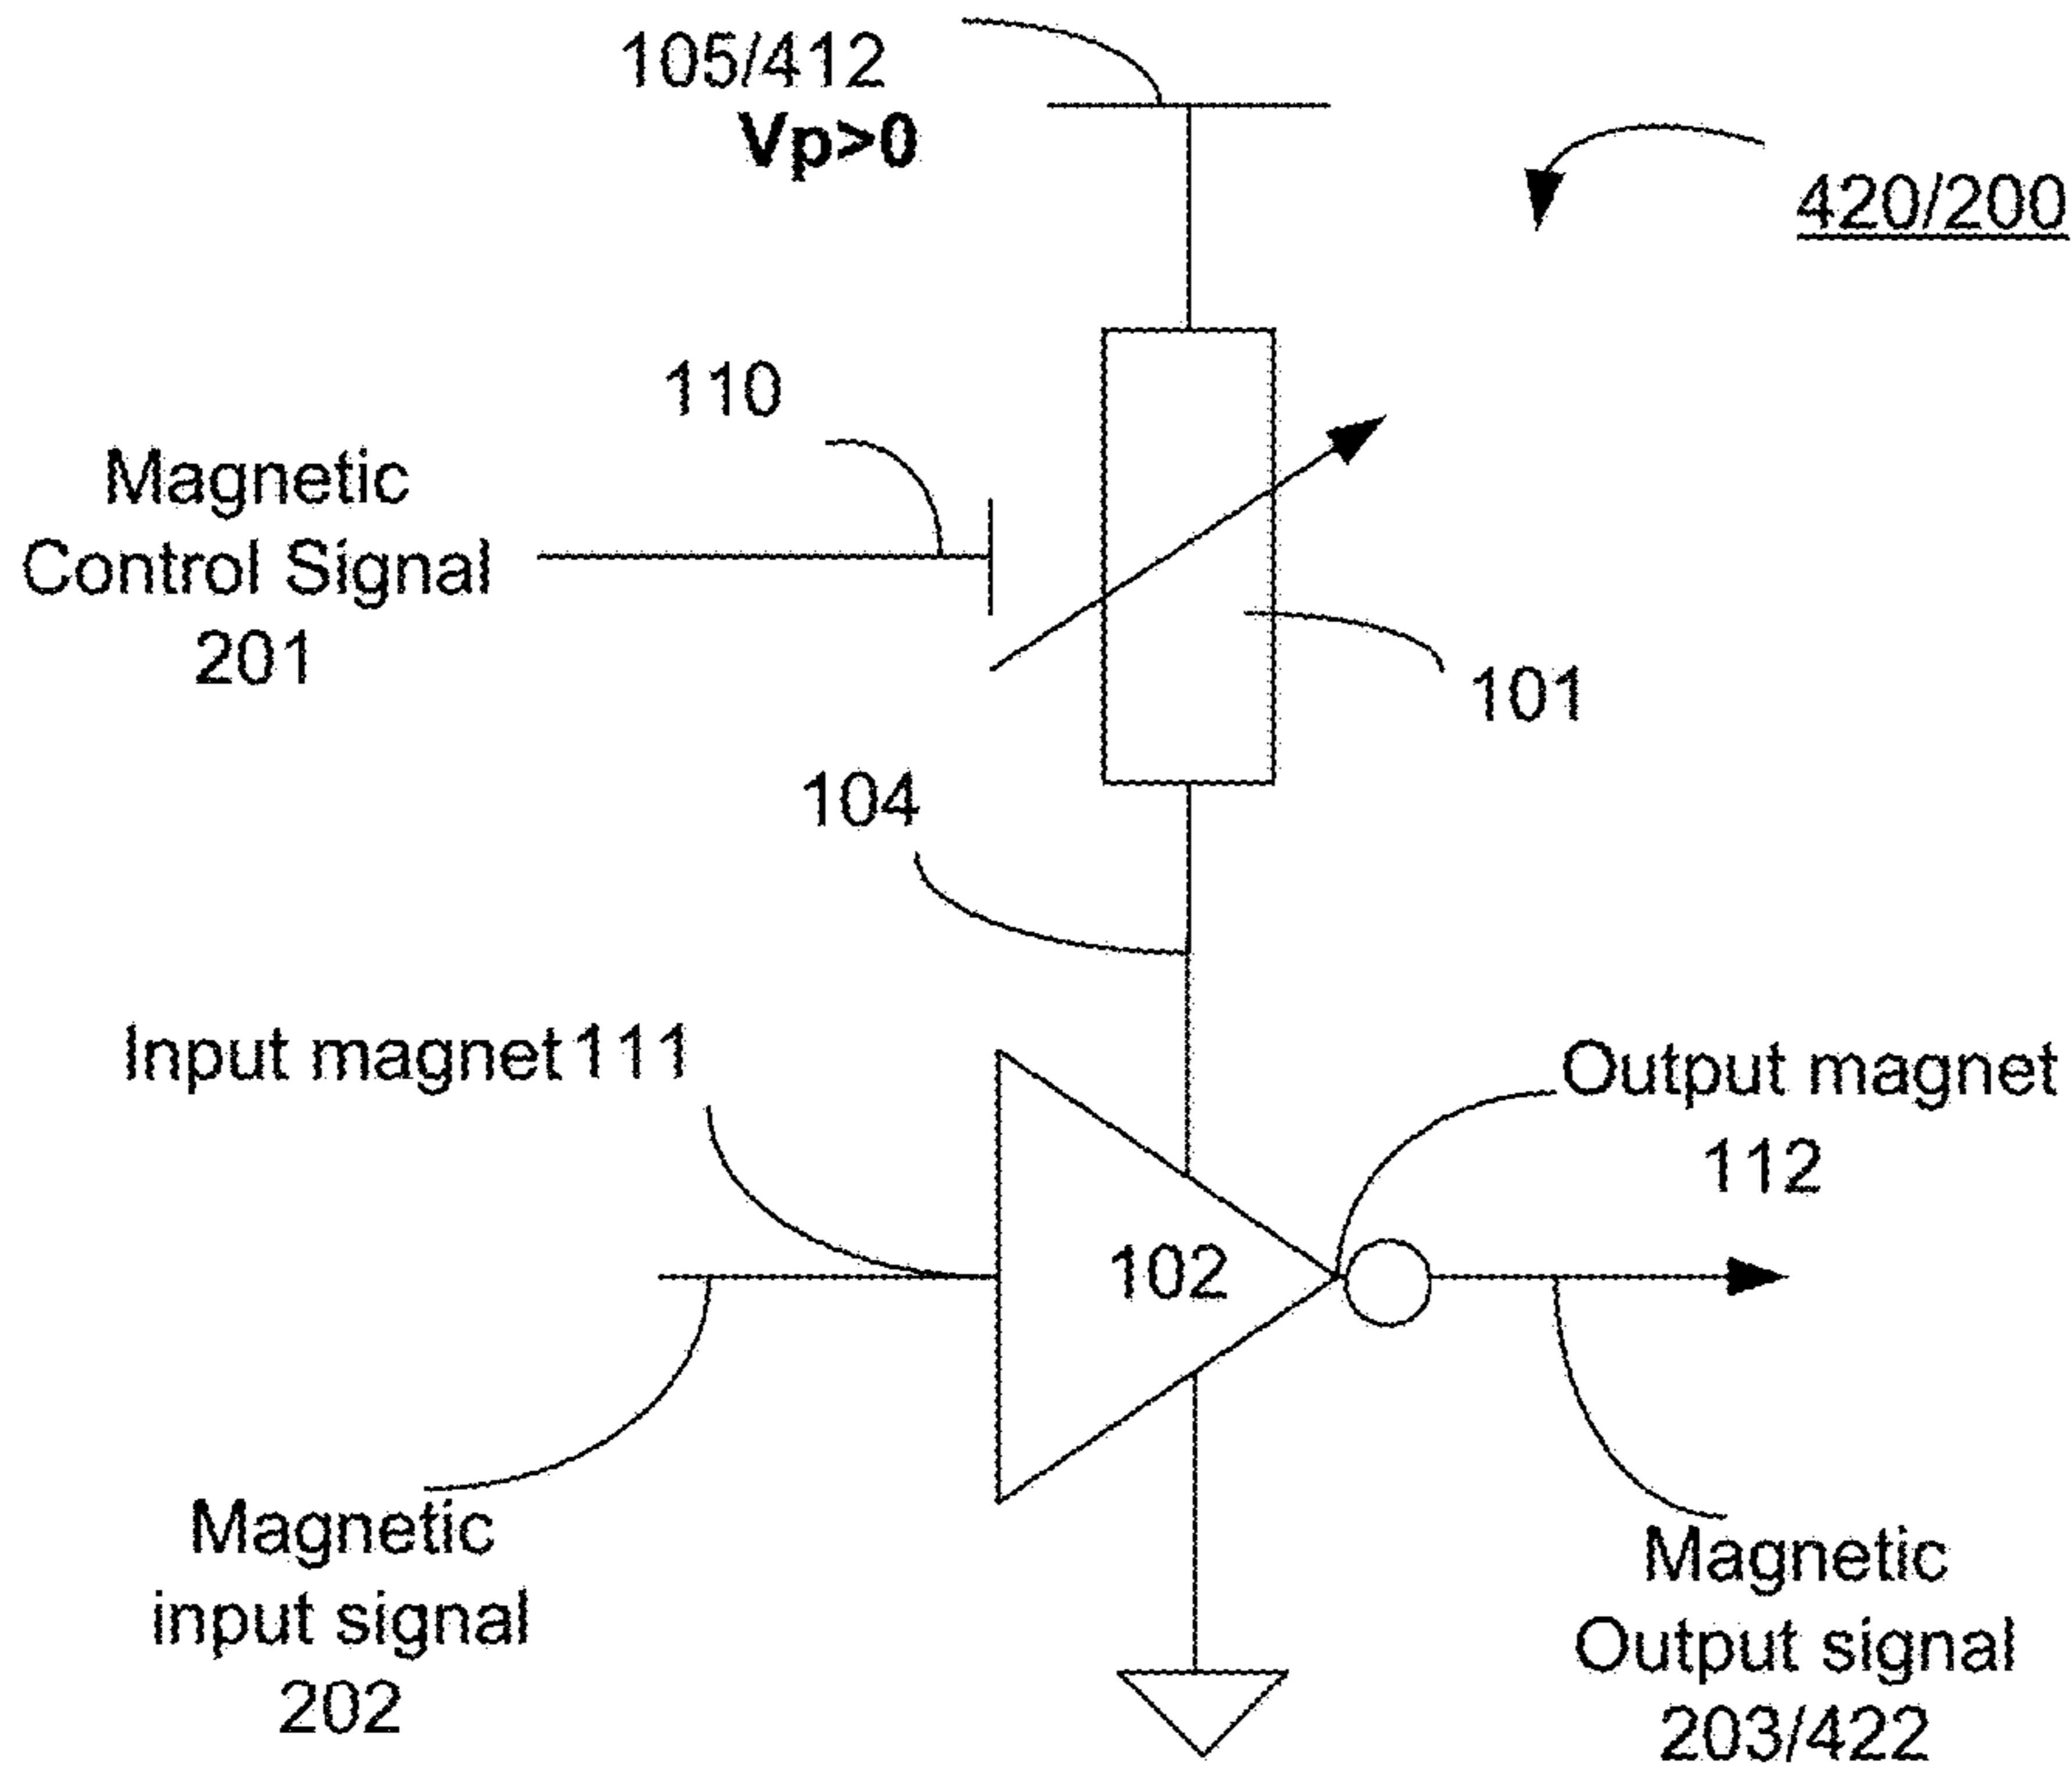 105/412
Vp>0
420/200
110
Magnetic
Control Signal
201
101
104
Input magnet 111
Output magnet
112
102
Magnetic
input signal
202
Magnetic
Output signal
203/422